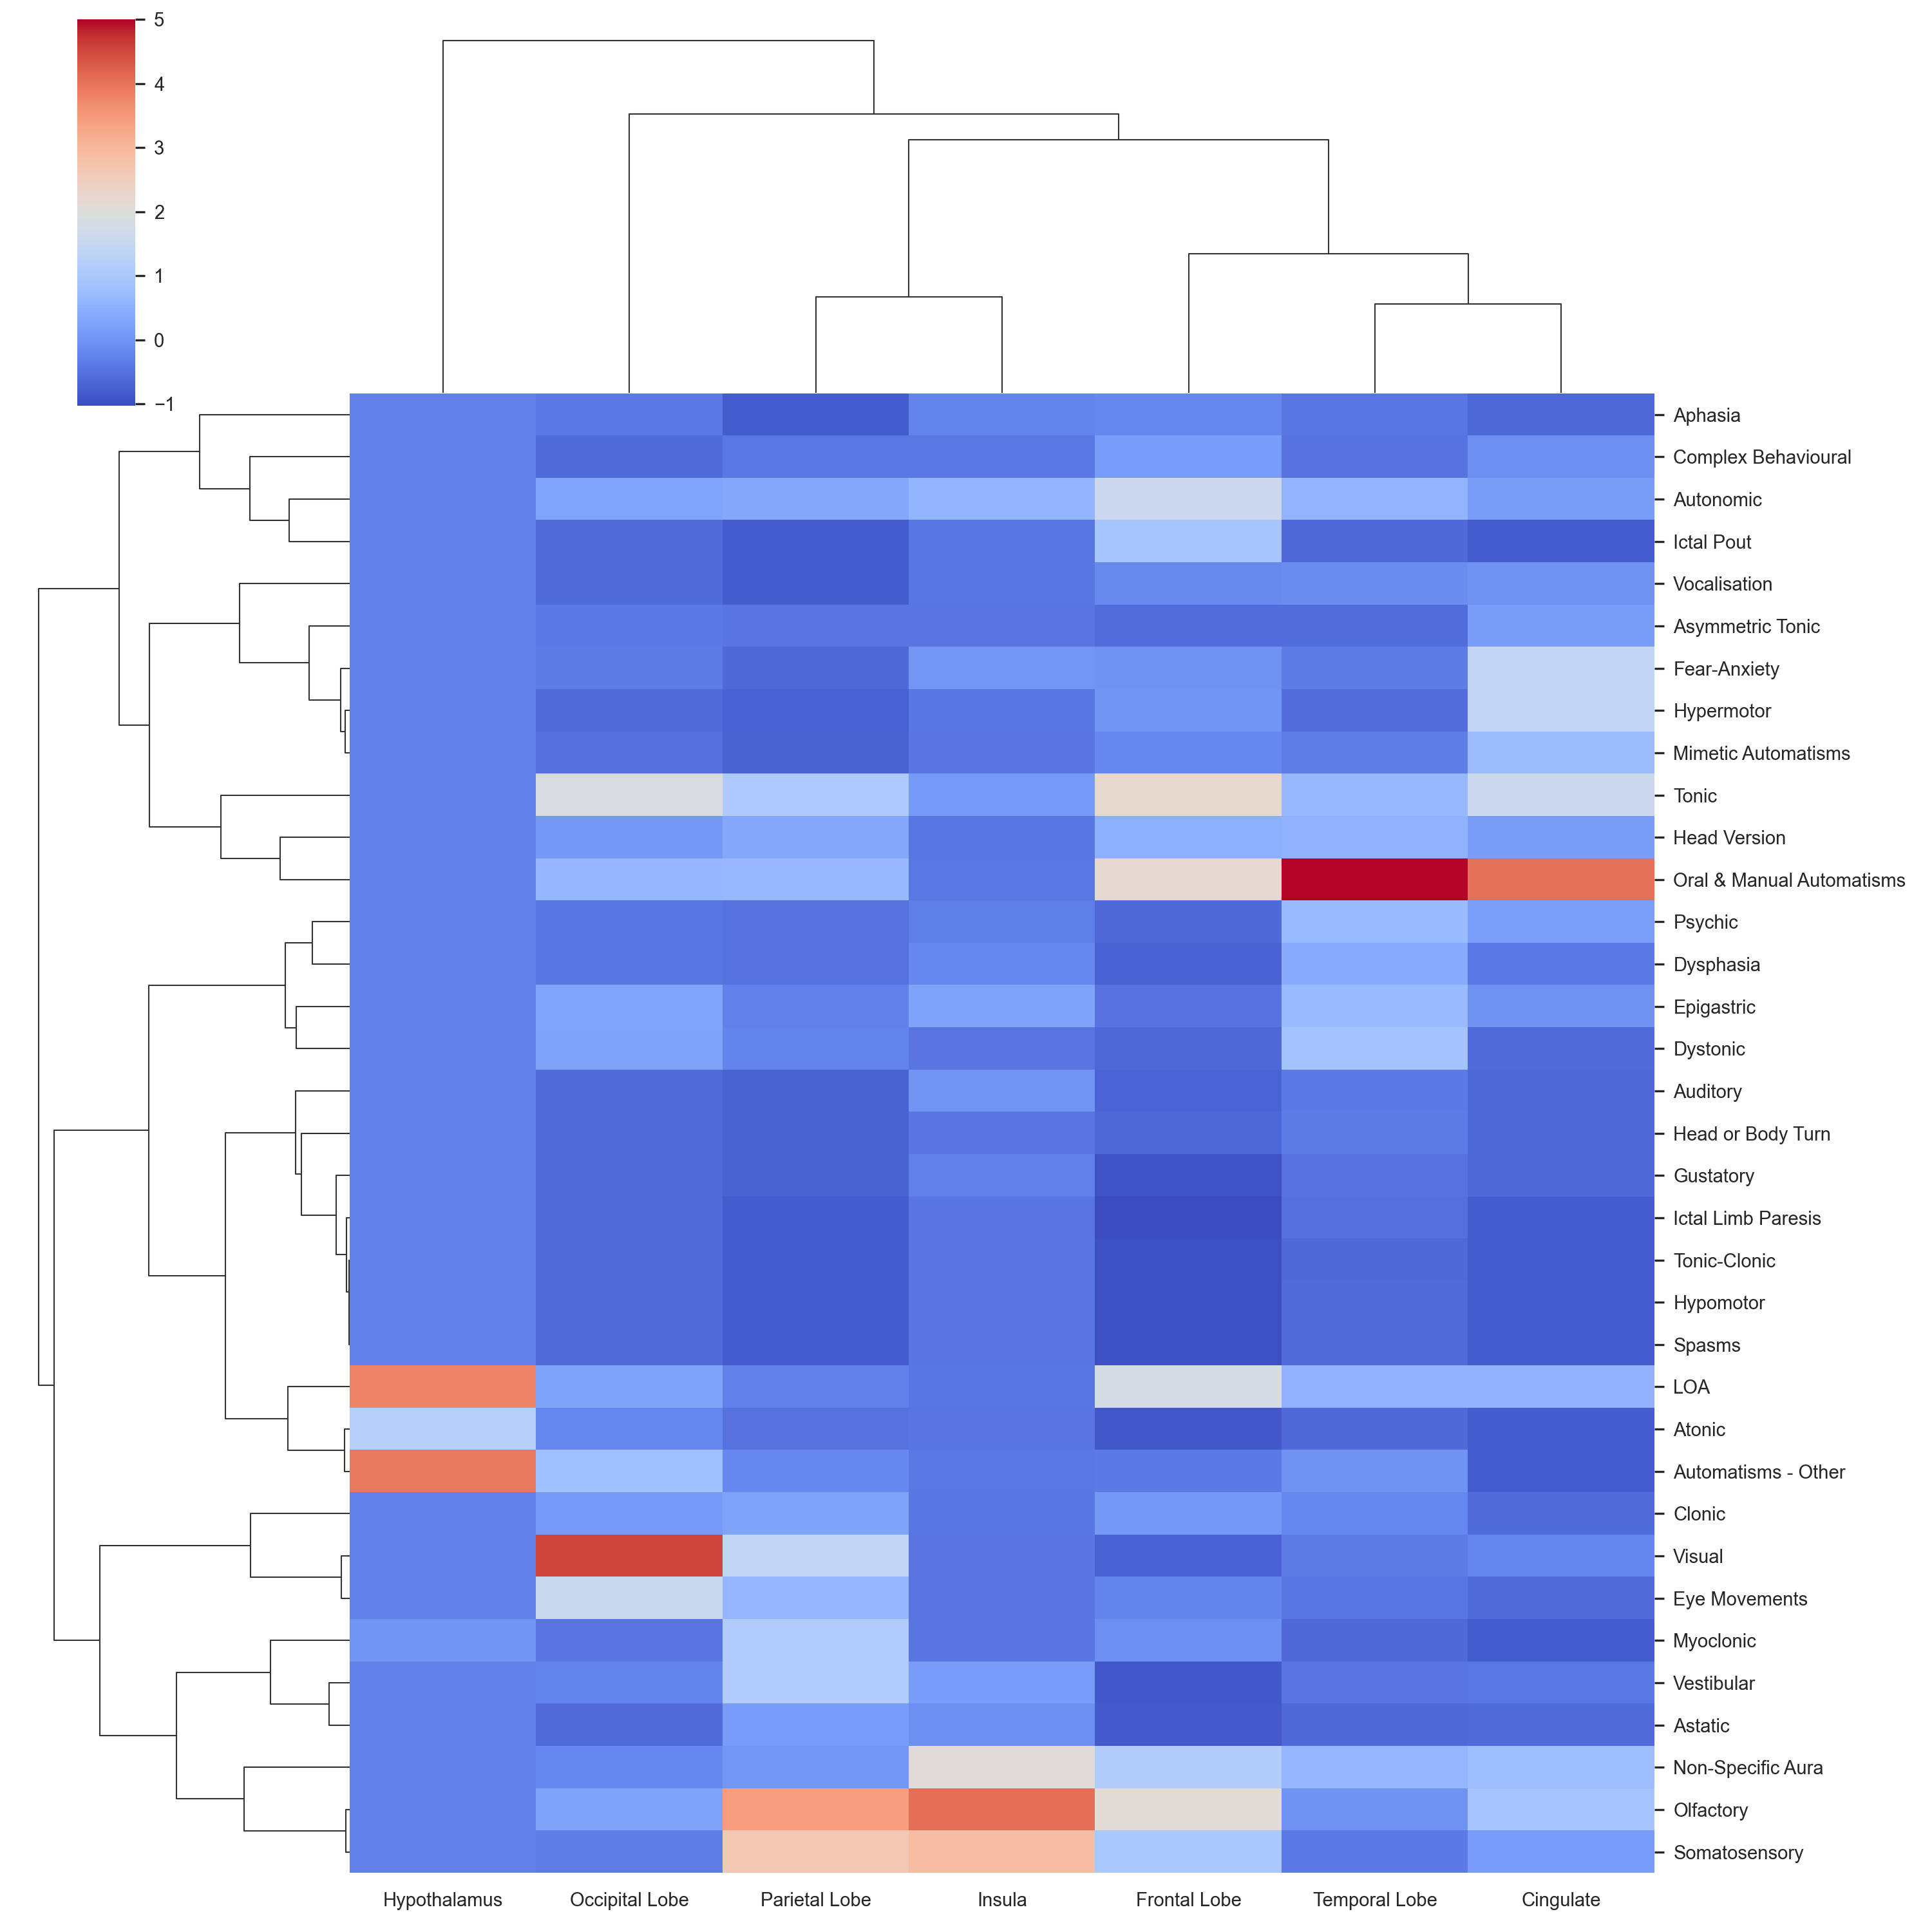 5
4
3
2
1
0
−1
Aphasia
Complex Behavioural
Autonomic
Ictal Pout
Vocalisation
Asymmetric Tonic
Fear-Anxiety
Hypermotor
Mimetic Automatisms
Tonic
Head Version
Oral & Manual Automatisms
Psychic
Dysphasia
Epigastric
Dystonic
Auditory
Head or Body Turn
Gustatory
Ictal Limb Paresis
Tonic-Clonic
Hypomotor
Spasms
LOA
Atonic
Automatisms - Other
Clonic
Visual
Eye Movements
Myoclonic
Vestibular
Astatic
Non-Specific Aura
Olfactory
Somatosensory
Hypothalamus Occipital Lobe Parietal Lobe Insula Frontal Lobe Temporal Lobe Cingulate